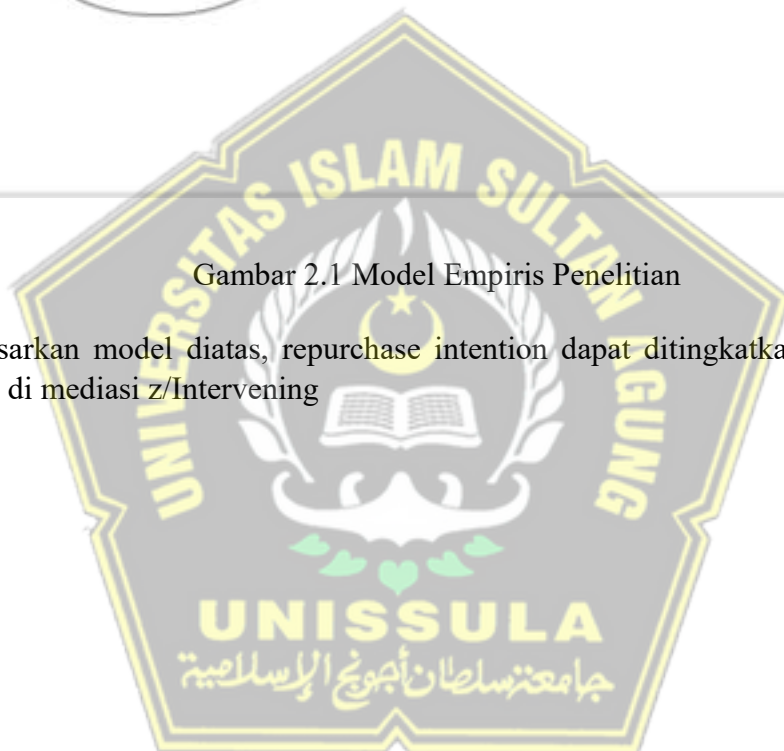 UNIVERSITAS ISLAM SULTAN AGUNG
Gambar 2.1 Model Empiris Penelitian
sarkan model diatas, repurchase intention dapat ditingkatka
di mediasi z/Intervening
UNISSULA
جامعة سلطان أجونج الإسلامية